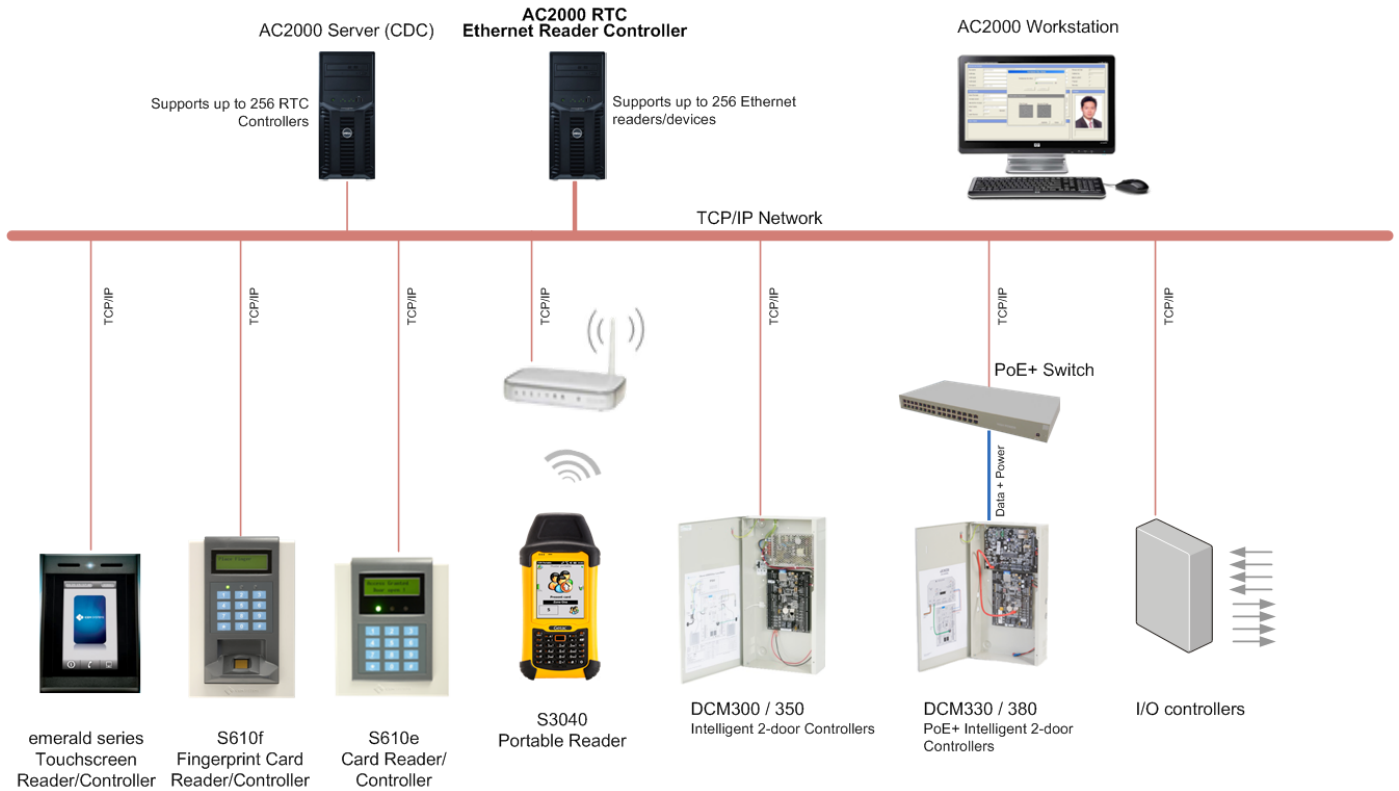 AC2000 Server (CDC)
Supports up to 256 RTC
Controllers
AC2000 RTC
Ethernet Reader Controller
Supports up to 256 Ethernet
readers/devices
AC2000 Workstation
TCP/IP Network
TCP/IP
TCP/IP
TCP/IP
TCP/IP
TCP/IP
TCP/IP
TCP/IP
PoE+ Switch
Data + Power
Access Granted
emerald series
Touchscreen
Reader/Controller
S610f
Fingerprint Card
Reader/Controller
S610e
Card Reader/
Controller
S3040
Portable Reader
DCM300 / 350
Intelligent 2-door Controllers
DCM330 / 380
PoE+ Intelligent 2-door
Controllers
I/O controllers